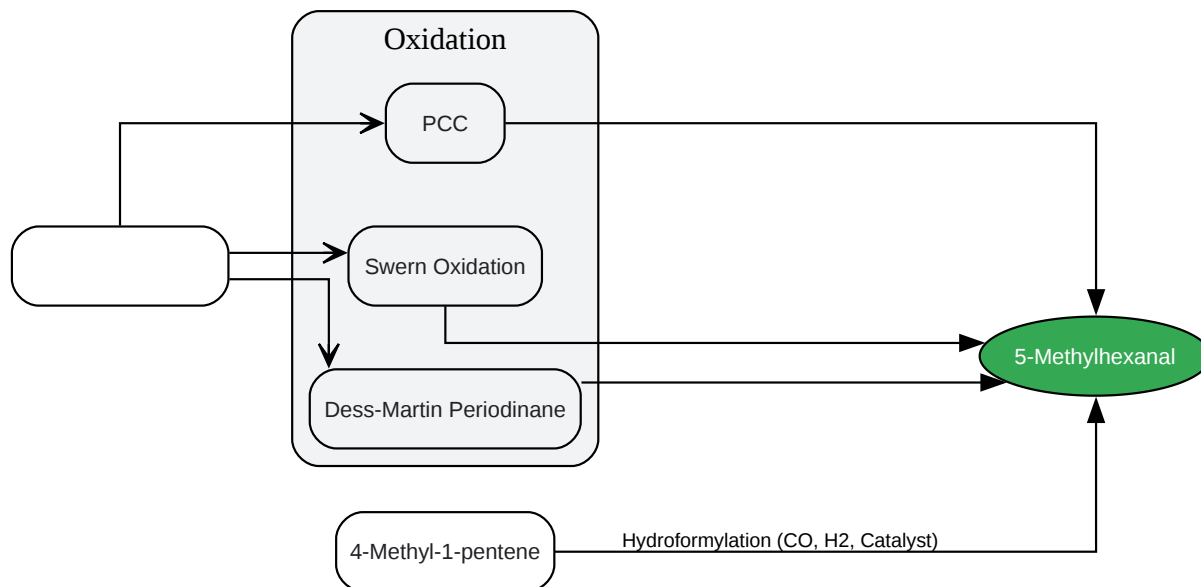 Oxidation
PCC
Swern Oxidation
Dess-Martin Periodinane
5-Methylhexanal
4-Methyl-1-pentene
Hydroformylation (CO, H2, Catalyst)